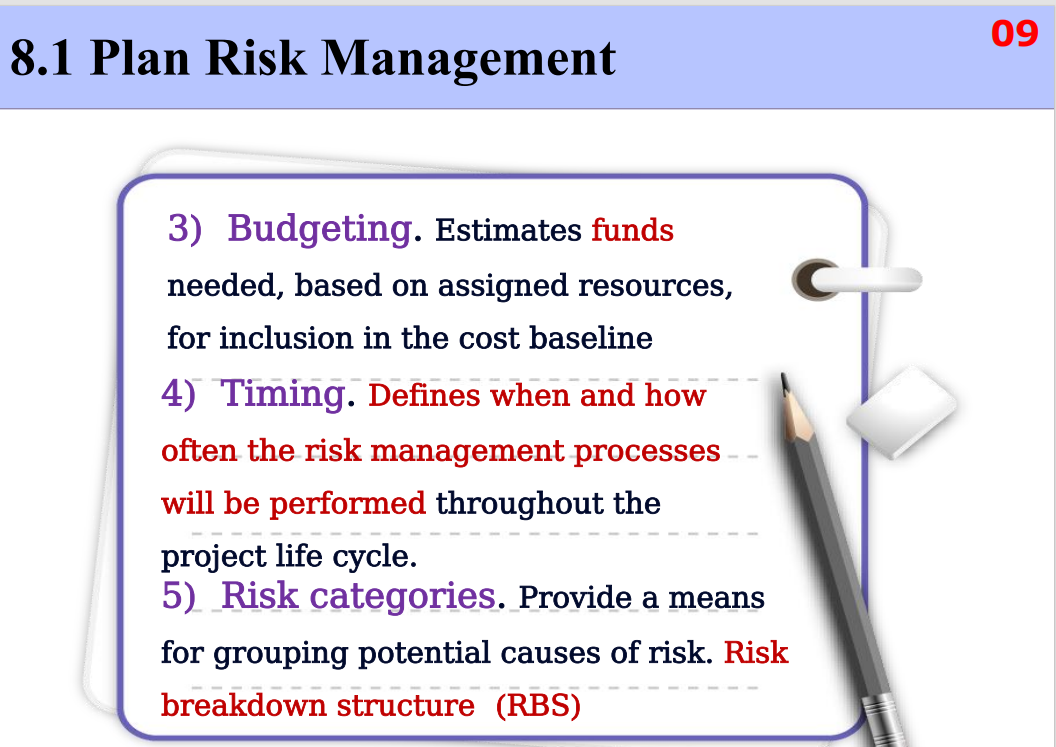 09
8.1 Plan Risk Management
3) Budgeting. Estimates funds
needed, based on assigned resources,
for inclusion in the cost baseline
4) Timing. Defines when and how
often the risk management processes
will be performed throughout the
project life cycle.
5) Risk categories. Provide a means
for grouping potential causes of risk. Risk
breakdown structure (RBS)